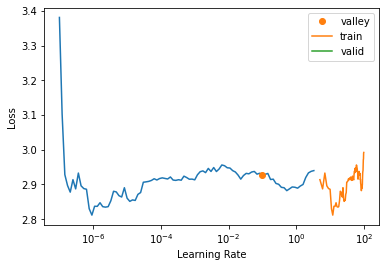 3.4
3.3
3.2
3.1
3.0
2.9
2.8
Loss
valley
train
valid
10⁻⁶ 10⁻⁴ 10⁻² 10⁰ 10²
Learning Rate